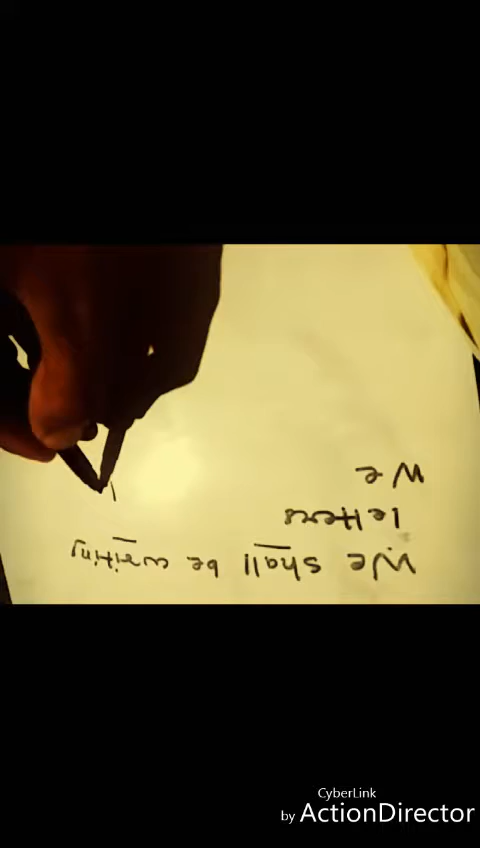 We shall be writing
letters
We
CyberLink
by ActionDirector